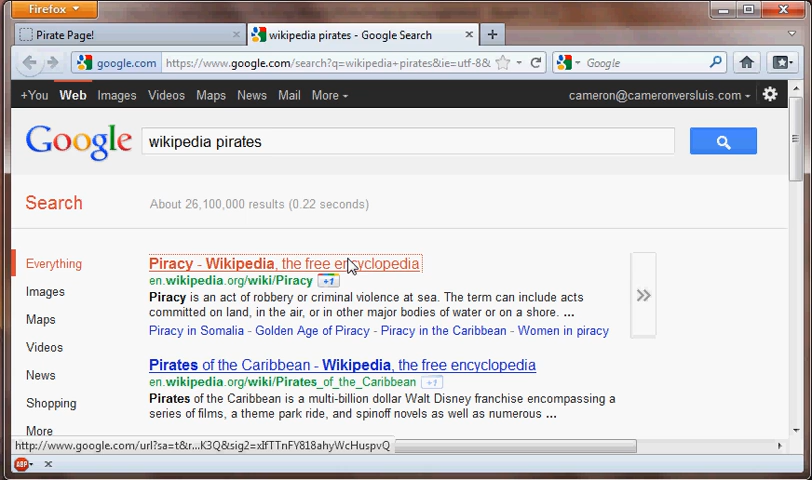 Firefox
Pirate Page!
wikipedia pirates - Google Search
google.com
https://www.google.com/search?q=wikipedia+pirates&ie=utf-8&
Google
+You Web Images Videos Maps News Mail More
cameron@cameronversluis.com
Google
wikipedia pirates
Search
About 26,100,000 results (0.22 seconds)
Everything
Images
Maps
Videos
News
Shopping
More
Piracy - Wikipedia, the free encyclopedia
en.wikipedia.org/wiki/Piracy +1
Piracy is an act of robbery or criminal violence at sea. The term can include acts
committed on land, in the air, or in other major bodies of water or on a shore. ...
Piracy in Somalia - Golden Age of Piracy - Piracy in the Caribbean - Women in piracy
Pirates of the Caribbean - Wikipedia, the free encyclopedia
en.wikipedia.org/wiki/Pirates_of_the_Caribbean +1
Pirates of the Caribbean is a multi-billion dollar Walt Disney franchise encompassing a
series of films, a theme park ride, and spinoff novels as well as numerous ...
http://www.google.com/url?sa=t&r...K3Q&sig2=xIfTTnFY818ahyWcHuspvQ
ABP